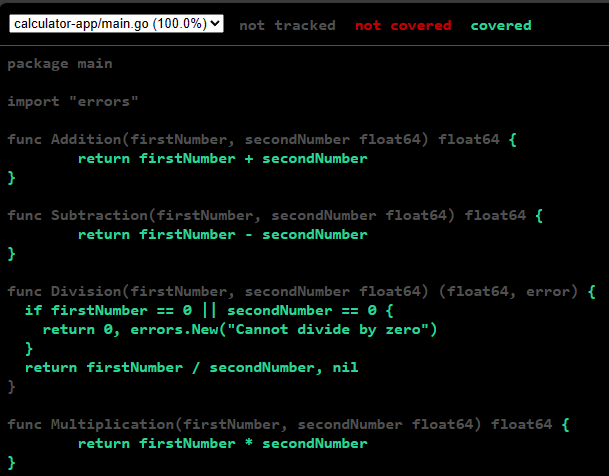 calculator-app/main.go (100.0%) not tracked not covered covered
package main
import "errors"
func Addition(firstNumber, secondNumber float64) float64 {
return firstNumber + secondNumber
}
func Subtraction(firstNumber, secondNumber float64) float64 {
return firstNumber - secondNumber
}
func Division(firstNumber, secondNumber float64) (float64, error) {
if firstNumber == 0 || secondNumber == 0 {
return 0, errors.New("Cannot divide by zero")
}
return firstNumber / secondNumber, nil
}
func Multiplication(firstNumber, secondNumber float64) float64 {
return firstNumber * secondNumber
}